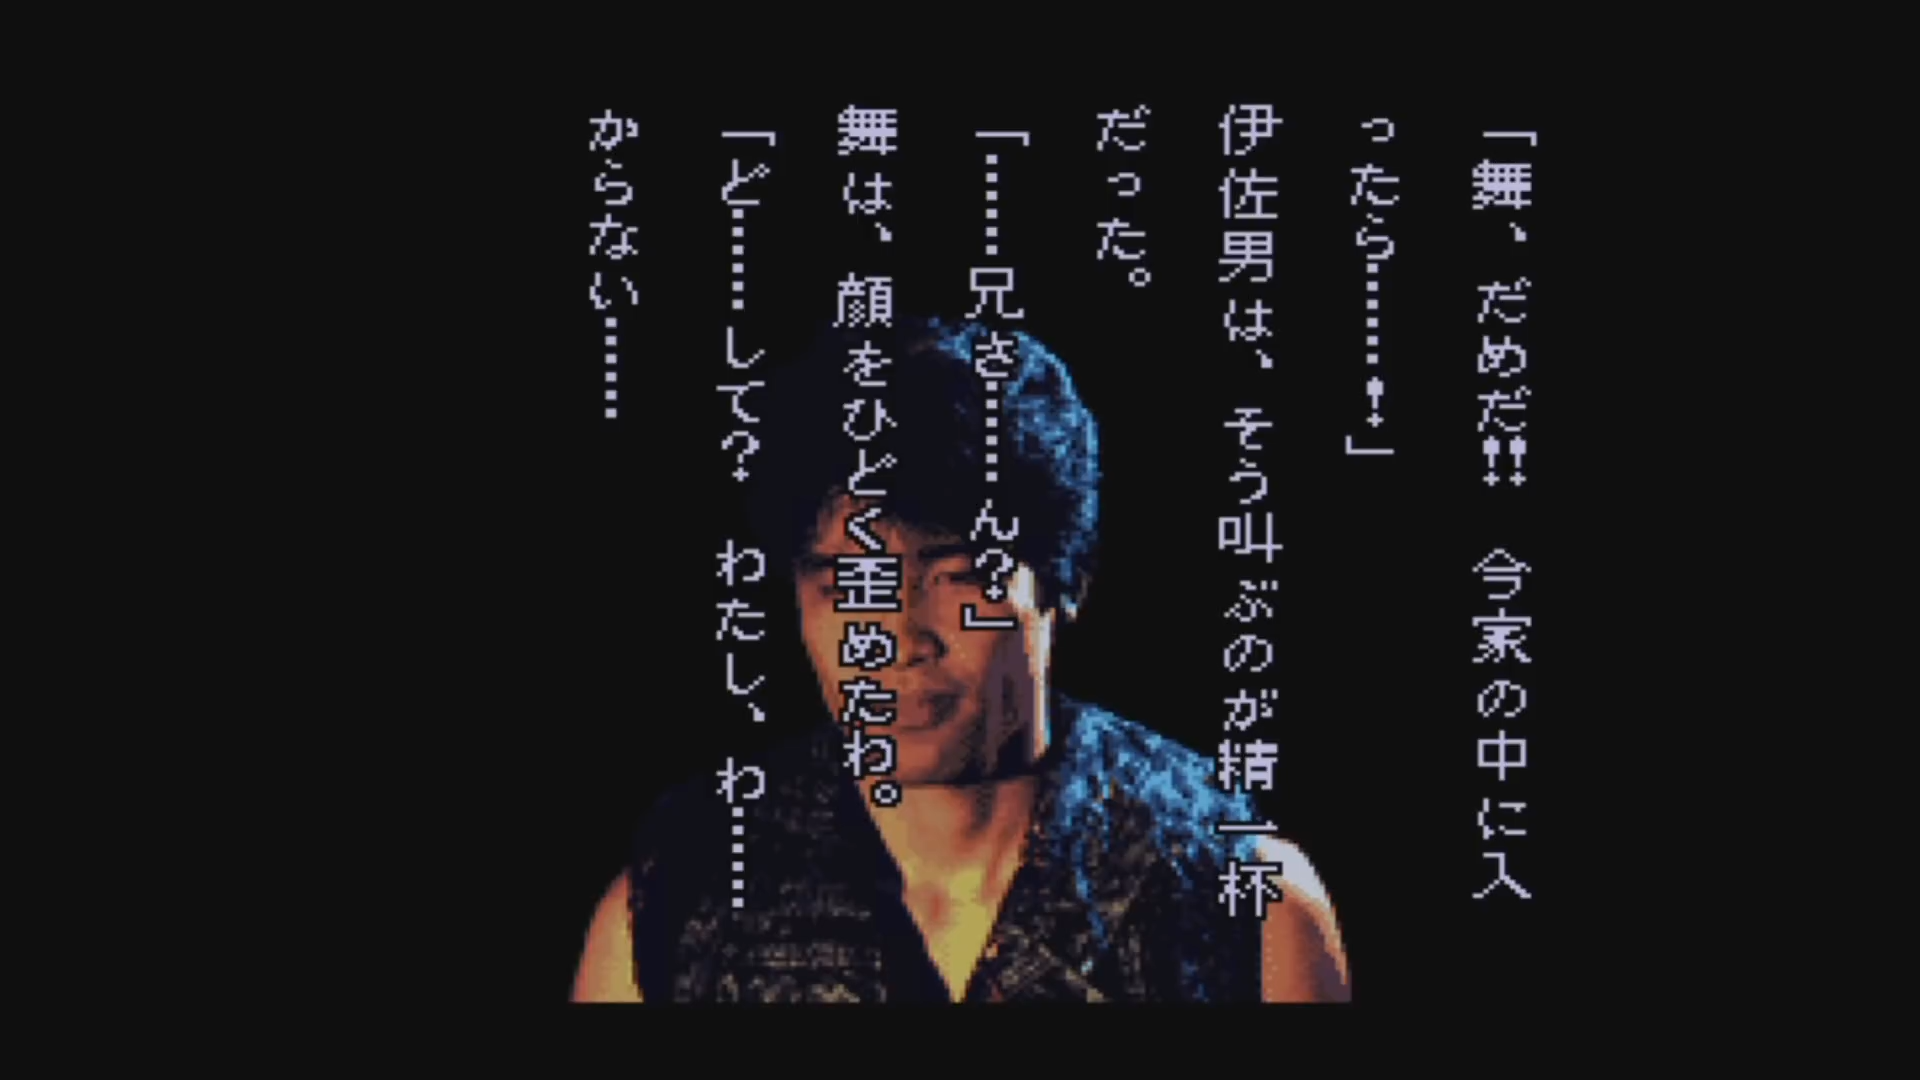 「舞、だめだ!! 今家の中に入
ったら……!」
伊佐男は、そう叫ぶのが精一杯
だった。
「……兄さ……ん?」
舞は、顔をひどく歪めたわ。
「ど……して? わたし、わ……
からない……